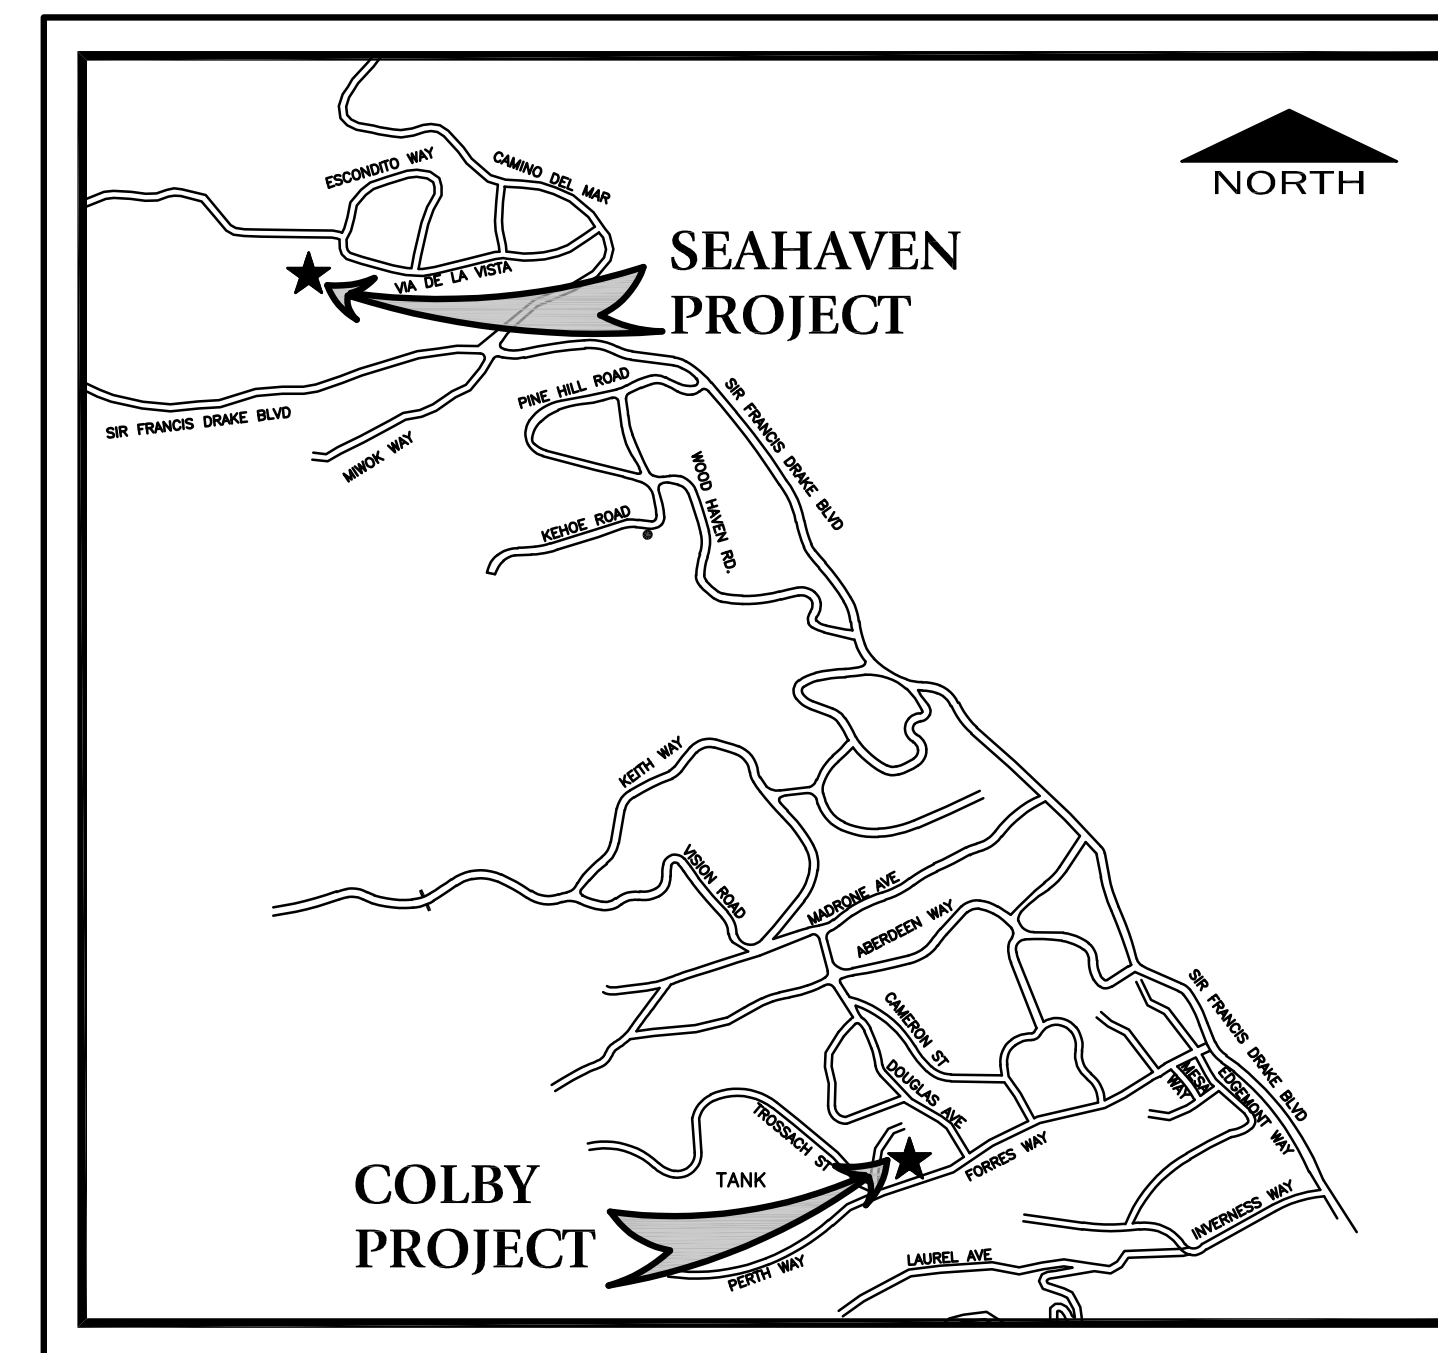 NORTH
ESCONDITO WAY
CAMINO DEL MAR
SEAHAVEN
PROJECT
VIA DE LA VISTA
SIR FRANCIS DRAKE BLVD
MIWOK WAY
PINE HILL ROAD
SIR FRANCIS DRAKE BLVD
WOOD HAVEN RD.
KEHOE ROAD
KEITH WAY
VISION ROAD
MADRONE AVE
ABERDEEN WAY
CAMERON ST
SIR FRANCIS DRAKE BLVD
DOUGLAS AVE
MESA
WAY
EDGEMONT WAY
TROSSACH ST
FORRES WAY
TANK
COLBY
PROJECT
INVERNESS WAY
LAUREL AVE
PERTH WAY